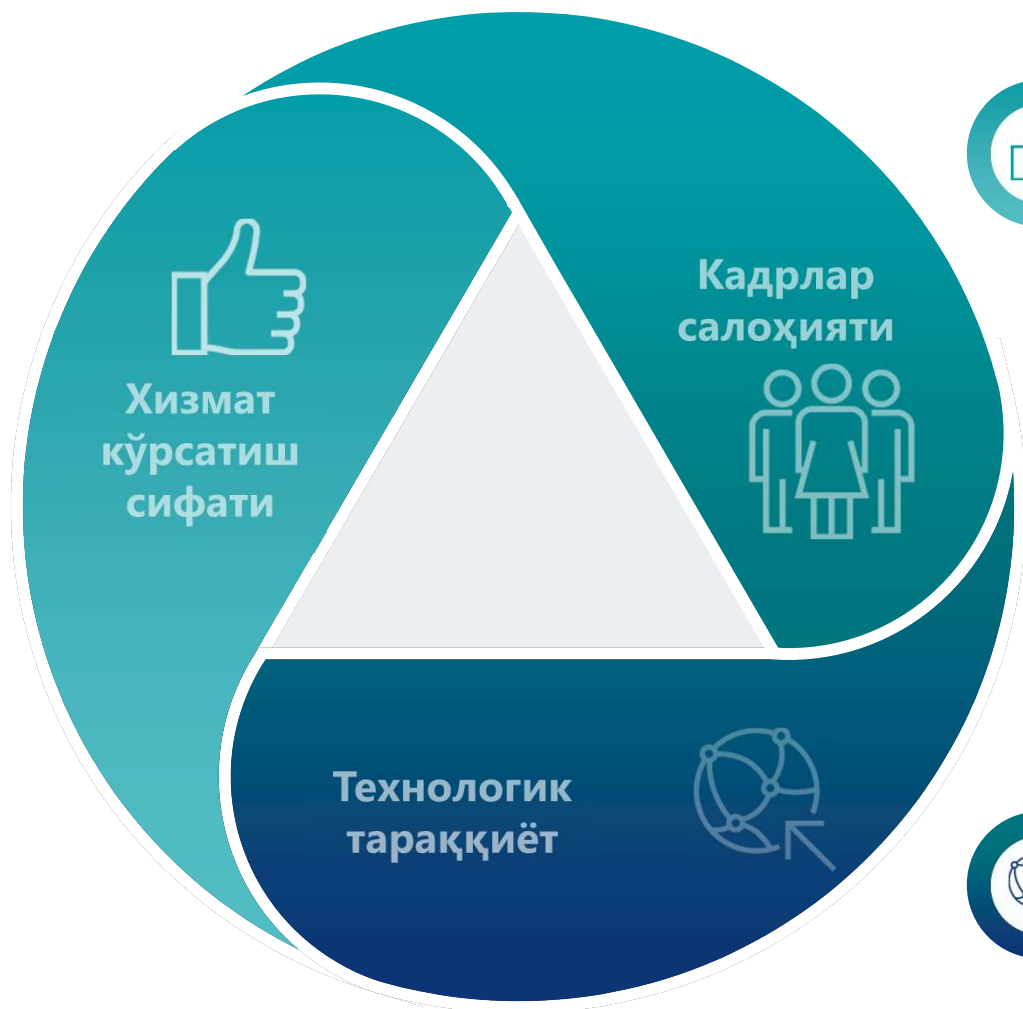 Хизмат
кўрсатиш
сифати
Кадрлар
салоҳияти
Технологик
тараққиёт